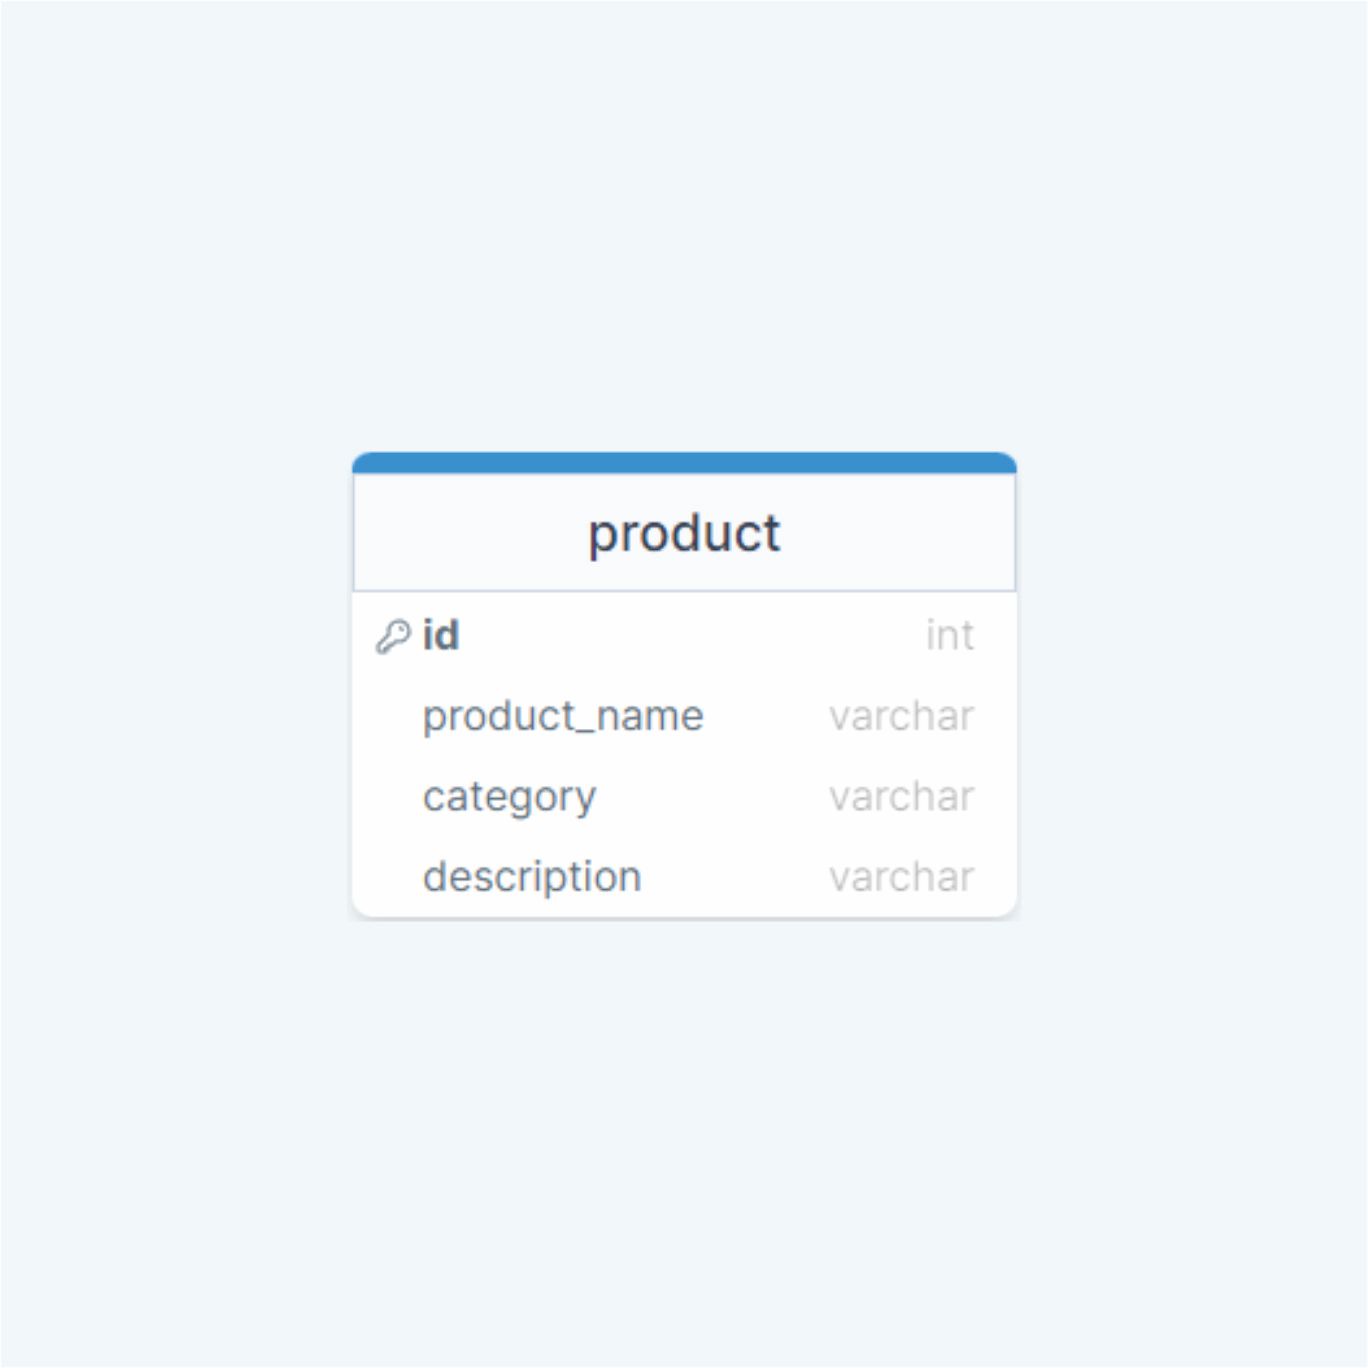 product
id int
product_name varchar
category varchar
description varchar